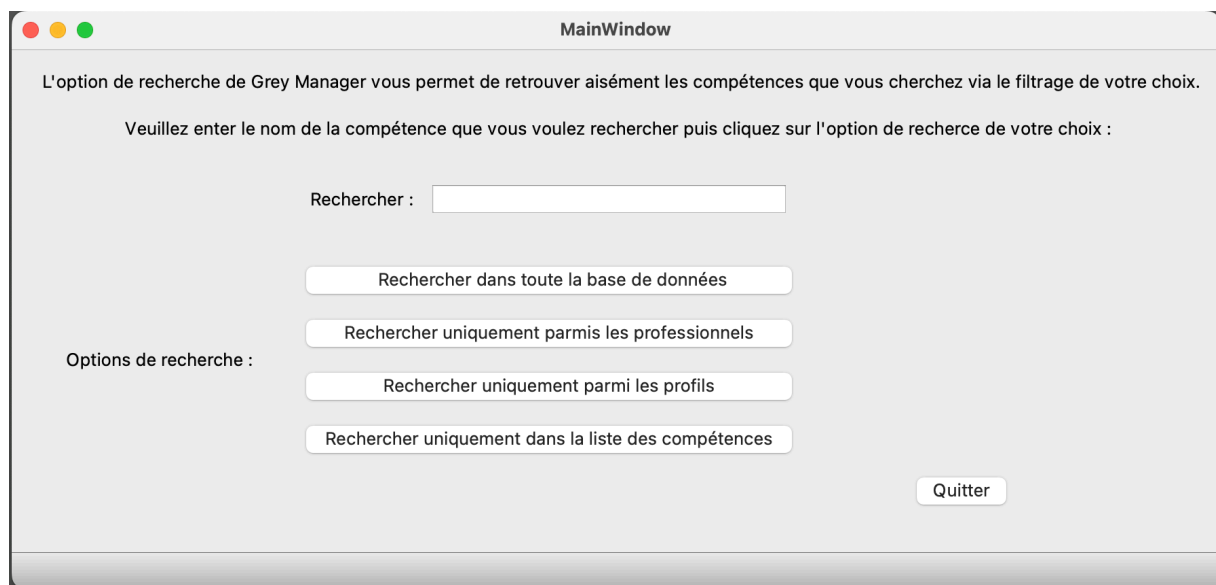 MainWindow
L'option de recherche de Grey Manager vous permet de retrouver aisément les compétences que vous cherchez via le filtrage de votre choix.
Veuillez enter le nom de la compétence que vous voulez rechercher puis cliquez sur l'option de recherce de votre choix :
Rechercher :
Rechercher dans toute la base de données
Rechercher uniquement parmis les professionnels
Options de recherche :
Rechercher uniquement parmi les profils
Rechercher uniquement dans la liste des compétences
Quitter